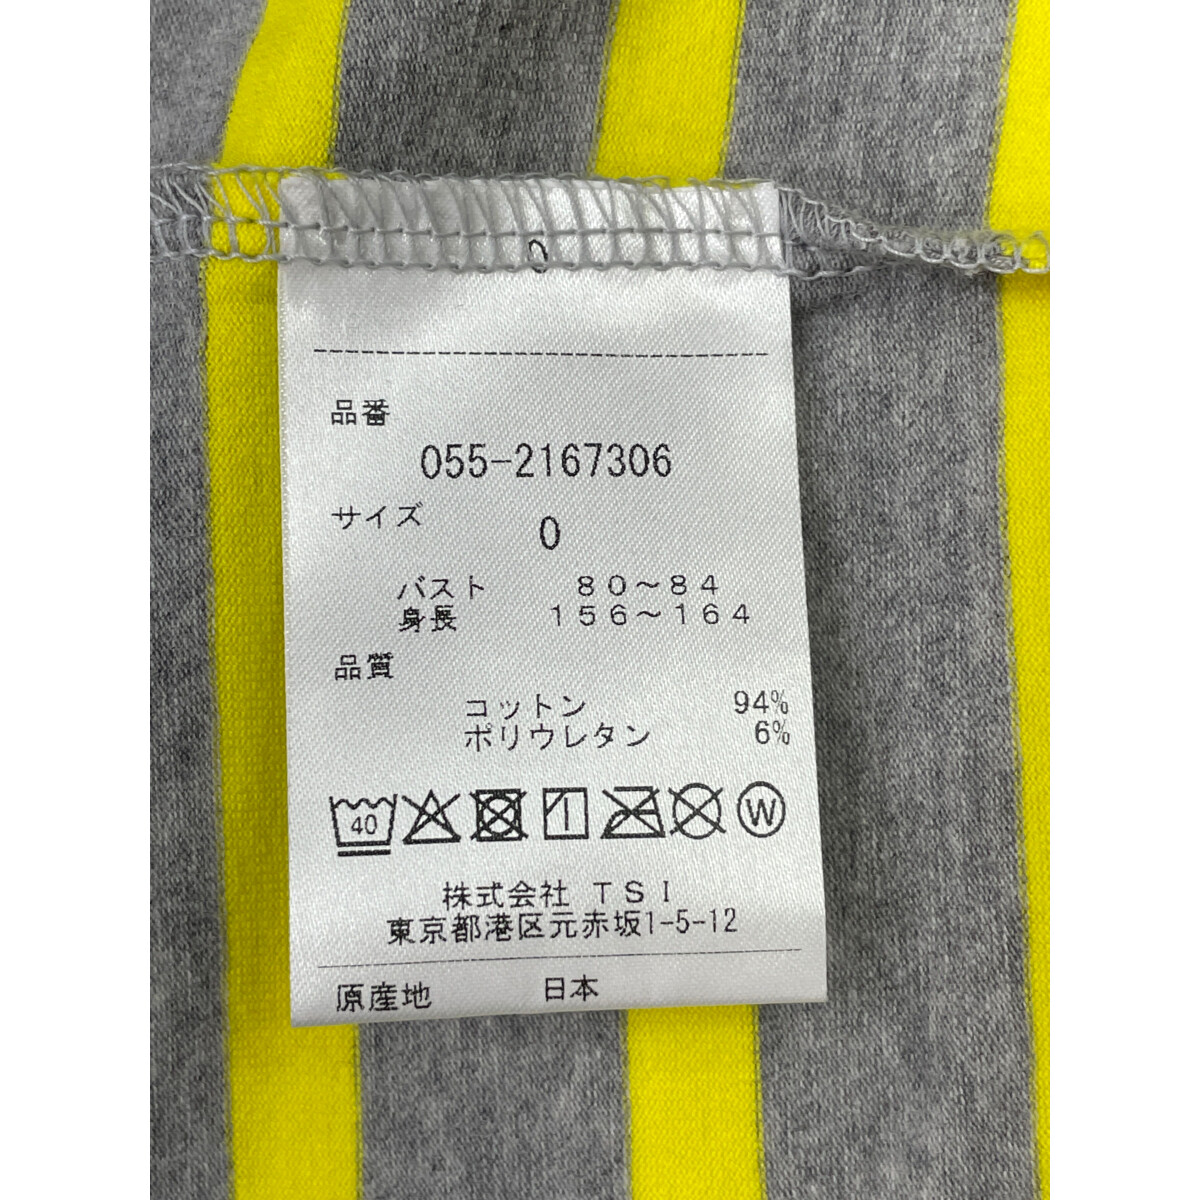 品番
055-2167306
サイズ 0
バスト 80～84
身長 156～164
品質
コットン 94%
ポリウレタン 6%
40 W
株式会社 TSI
東京都港区元赤坂1-5-12
原産地 日本